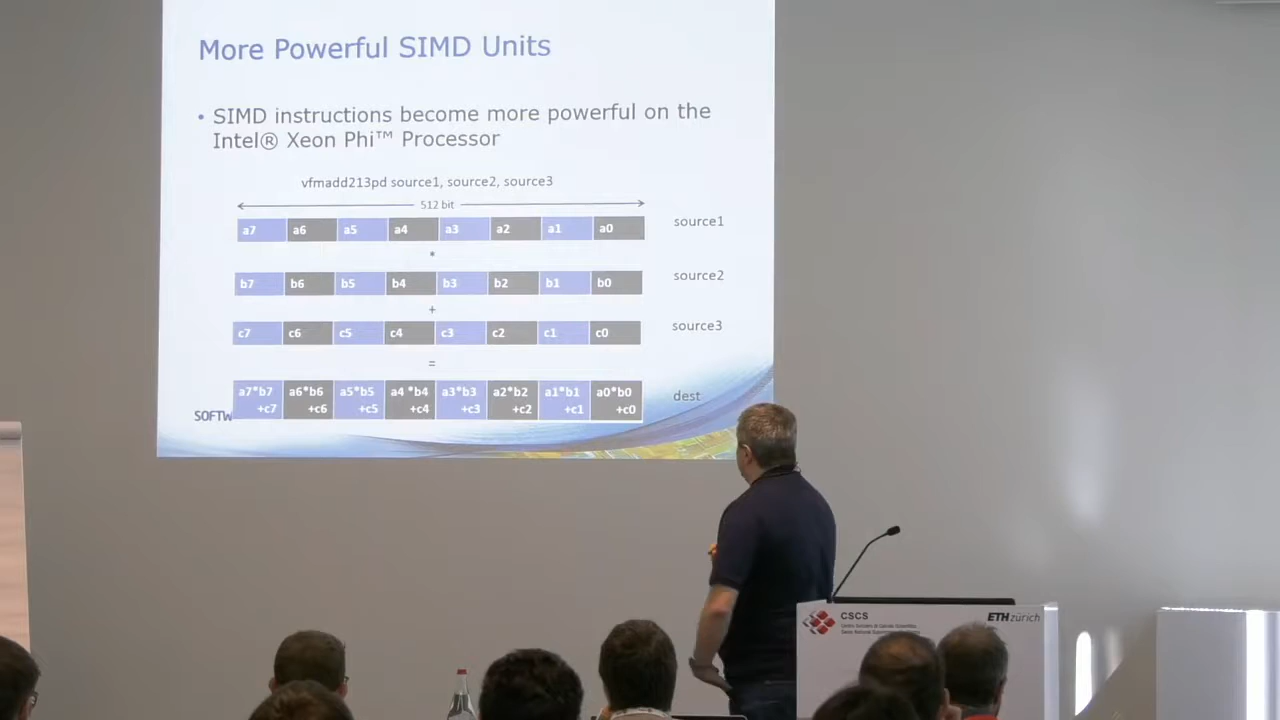 More Powerful SIMD Units
• SIMD instructions become more powerful on the
Intel® Xeon Phi™ Processor
vfmadd213pd source1, source2, source3
512 bit
a7 a6 a5 a4 a3 a2 a1 a0 source1
•
b7 b6 b5 b4 b3 b2 b1 b0 source2
+
c7 c6 c5 c4 c3 c2 c1 c0 source3
=
a7*b7 a6*b6 a5*b5 a4 *b4 a3*b3 a2*b2 a1*b1 a0*b0 dest
+c7 +c6 +c5 +c4 +c3 +c2 +c1 +c0
SOFTW
CSCS
ETH zürich